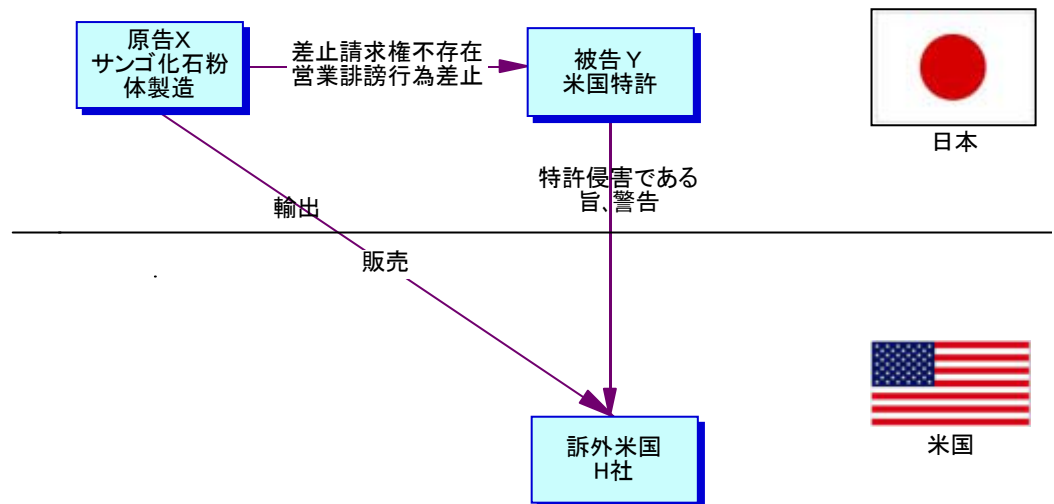 原告X
サンゴ化石粉
体製造
差止請求権不存在
営業誹謗行為差止
被告Y
米国特許
日本
特許侵害である
旨、警告
輸出
販売
訴外米国
H社
米国